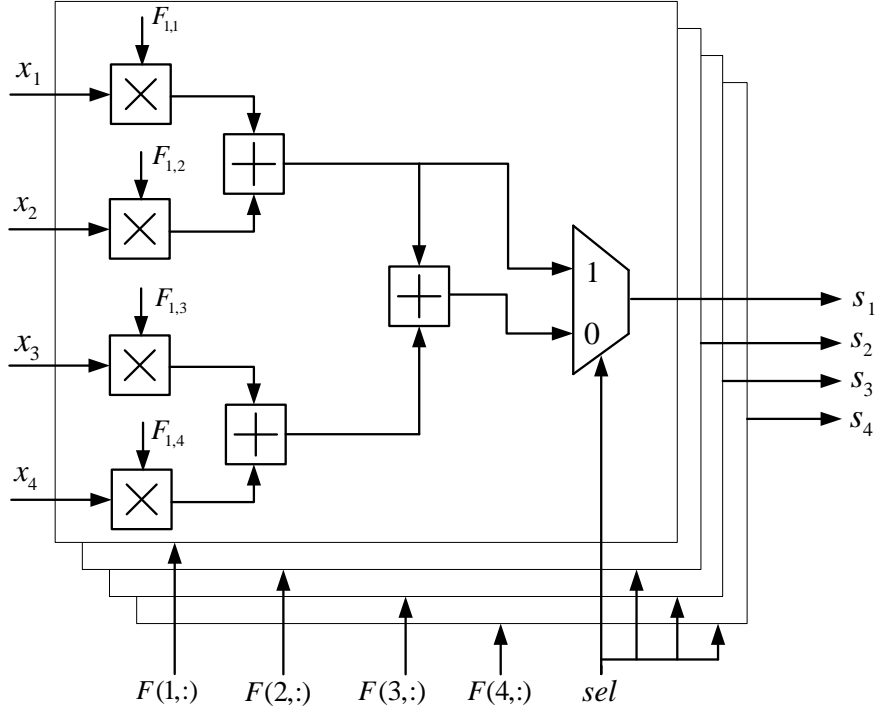 F₁,₁
x₁
F₁,₂
x₂
1
s₁
F₁,₃
0
x₃
s₂
s₃
F₁,₄
s₄
x₄
F(1,:) F(2,:) F(3,:) F(4,:) sel